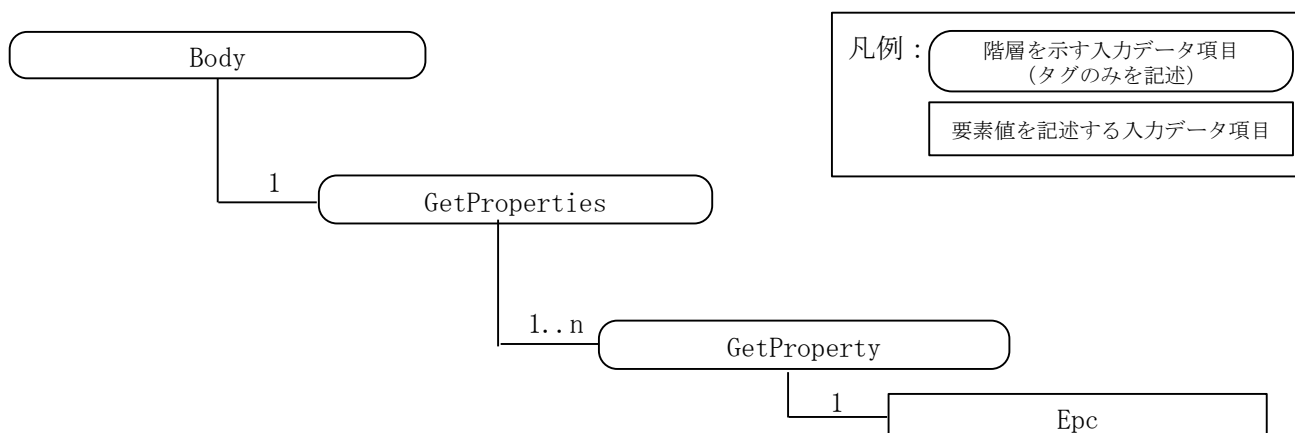 Body
凡例：
階層を示す入力データ項目
（タグのみを記述）
要素値を記述する入力データ項目
1
GetProperties
1..n
GetProperty
1
Epc